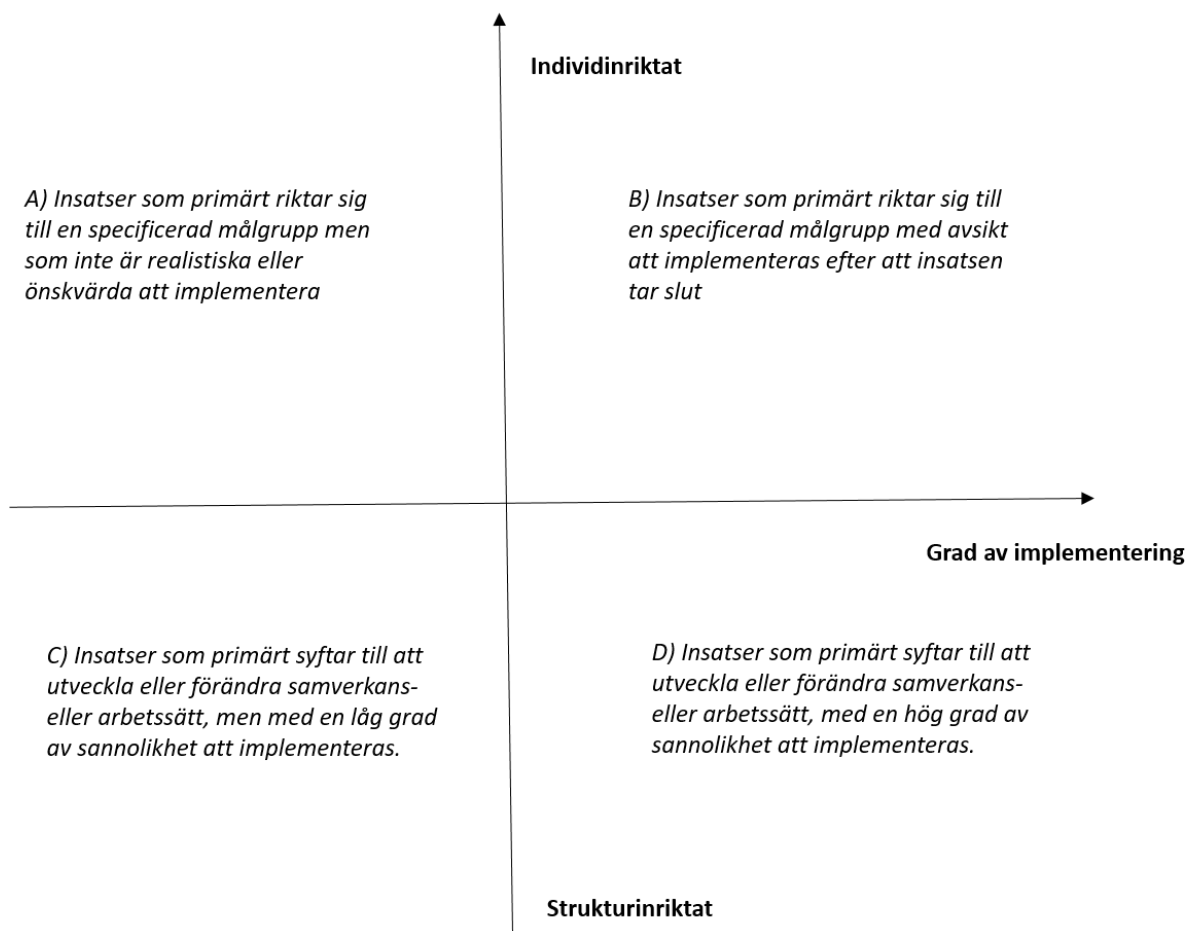 Individinriktat
A) Insatser som primärt riktar sig
till en specificerad målgrupp men
som inte är realistiska eller
önskvärda att implementera
B) Insatser som primärt riktar sig till
en specificerad målgrupp med avsikt
att implementeras efter att insatsen
tar slut
Grad av implementering
C) Insatser som primärt syftar till att
utveckla eller förändra samverkans-
eller arbetssätt, men med en låg grad
av sannolikhet att implementeras.
D) Insatser som primärt syftar till att
utveckla eller förändra samverkans-
eller arbetssätt, med en hög grad av
sannolikhet att implementeras.
Strukturinriktat